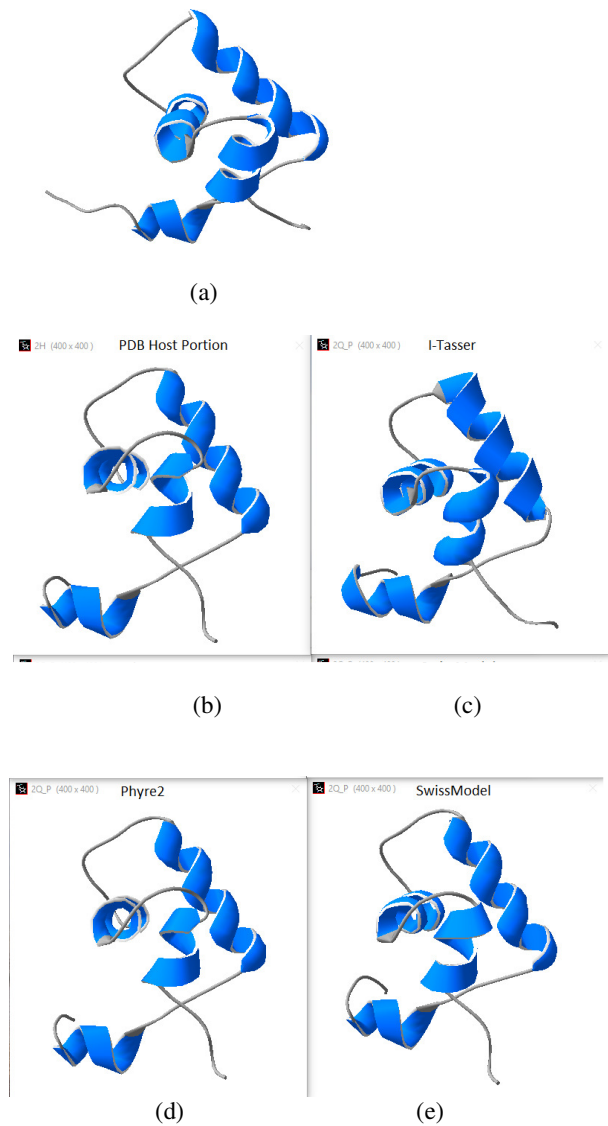 (a)
2H (400 x 400 ) PDB Host Portion
2Q_P (400 x 400 ) I-Tasser
(b) (c)
2Q_P (400 x 400 ) Phyre2
2Q_P (400 x 400 ) SwissModel
(d) (e)